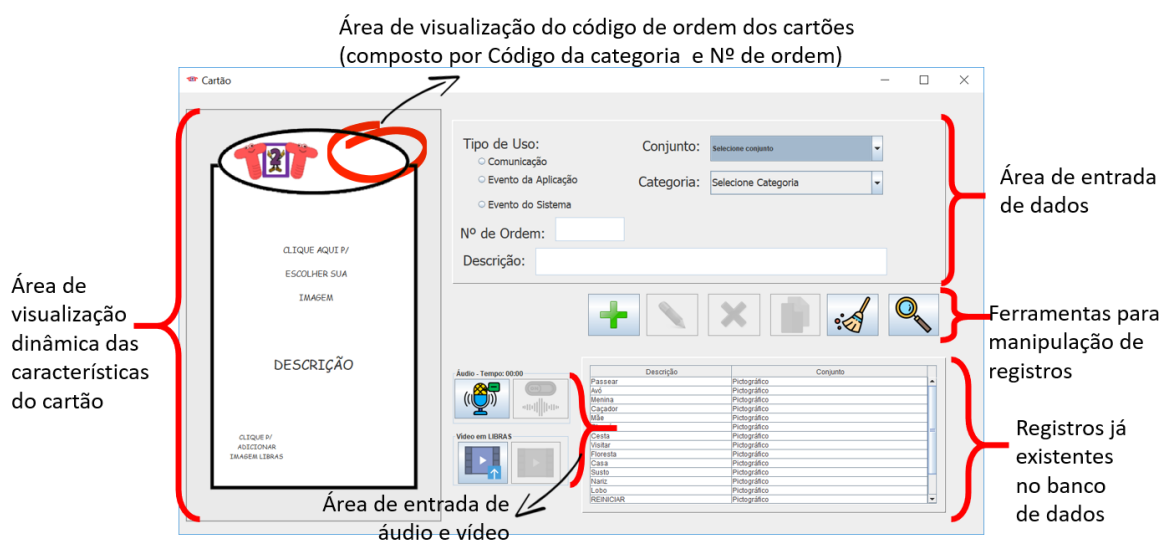 Área de visualização do código de ordem dos cartões
(composto por Código da categoria e Nº de ordem)
Cartão
Tipo de Uso:
Comunicação
Evento da Aplicação
Evento do Sistema
Conjunto:
Selecione conjunto
Categoria:
Selecione Categoria
Nº de Ordem:
Descrição:
Área de entrada
de dados
CLIQUE AQUI P/
ESCOLHER SUA
IMAGEM
DESCRIÇÃO
CLIQUE P/
ADICIONAR
IMAGEM LIBRAS
Área de
visualização
dinâmica das
características
do cartão
Ferramentas para
manipulação de
registros
Áudio - Tempo: 00:00
Vídeo em LIBRAS
Descrição Conjunto
Passear Pictográfico
Avó Pictográfico
Menina Pictográfico
Caçador Pictográfico
Mãe Pictográfico
Pictográfico
Cesta Pictográfico
Visitar Pictográfico
Floresta Pictográfico
Casa Pictográfico
Susto Pictográfico
Nariz Pictográfico
Lobo Pictográfico
REINICIAR Pictográfico
Registros já
existentes
no banco
de dados
Área de entrada de
áudio e vídeo